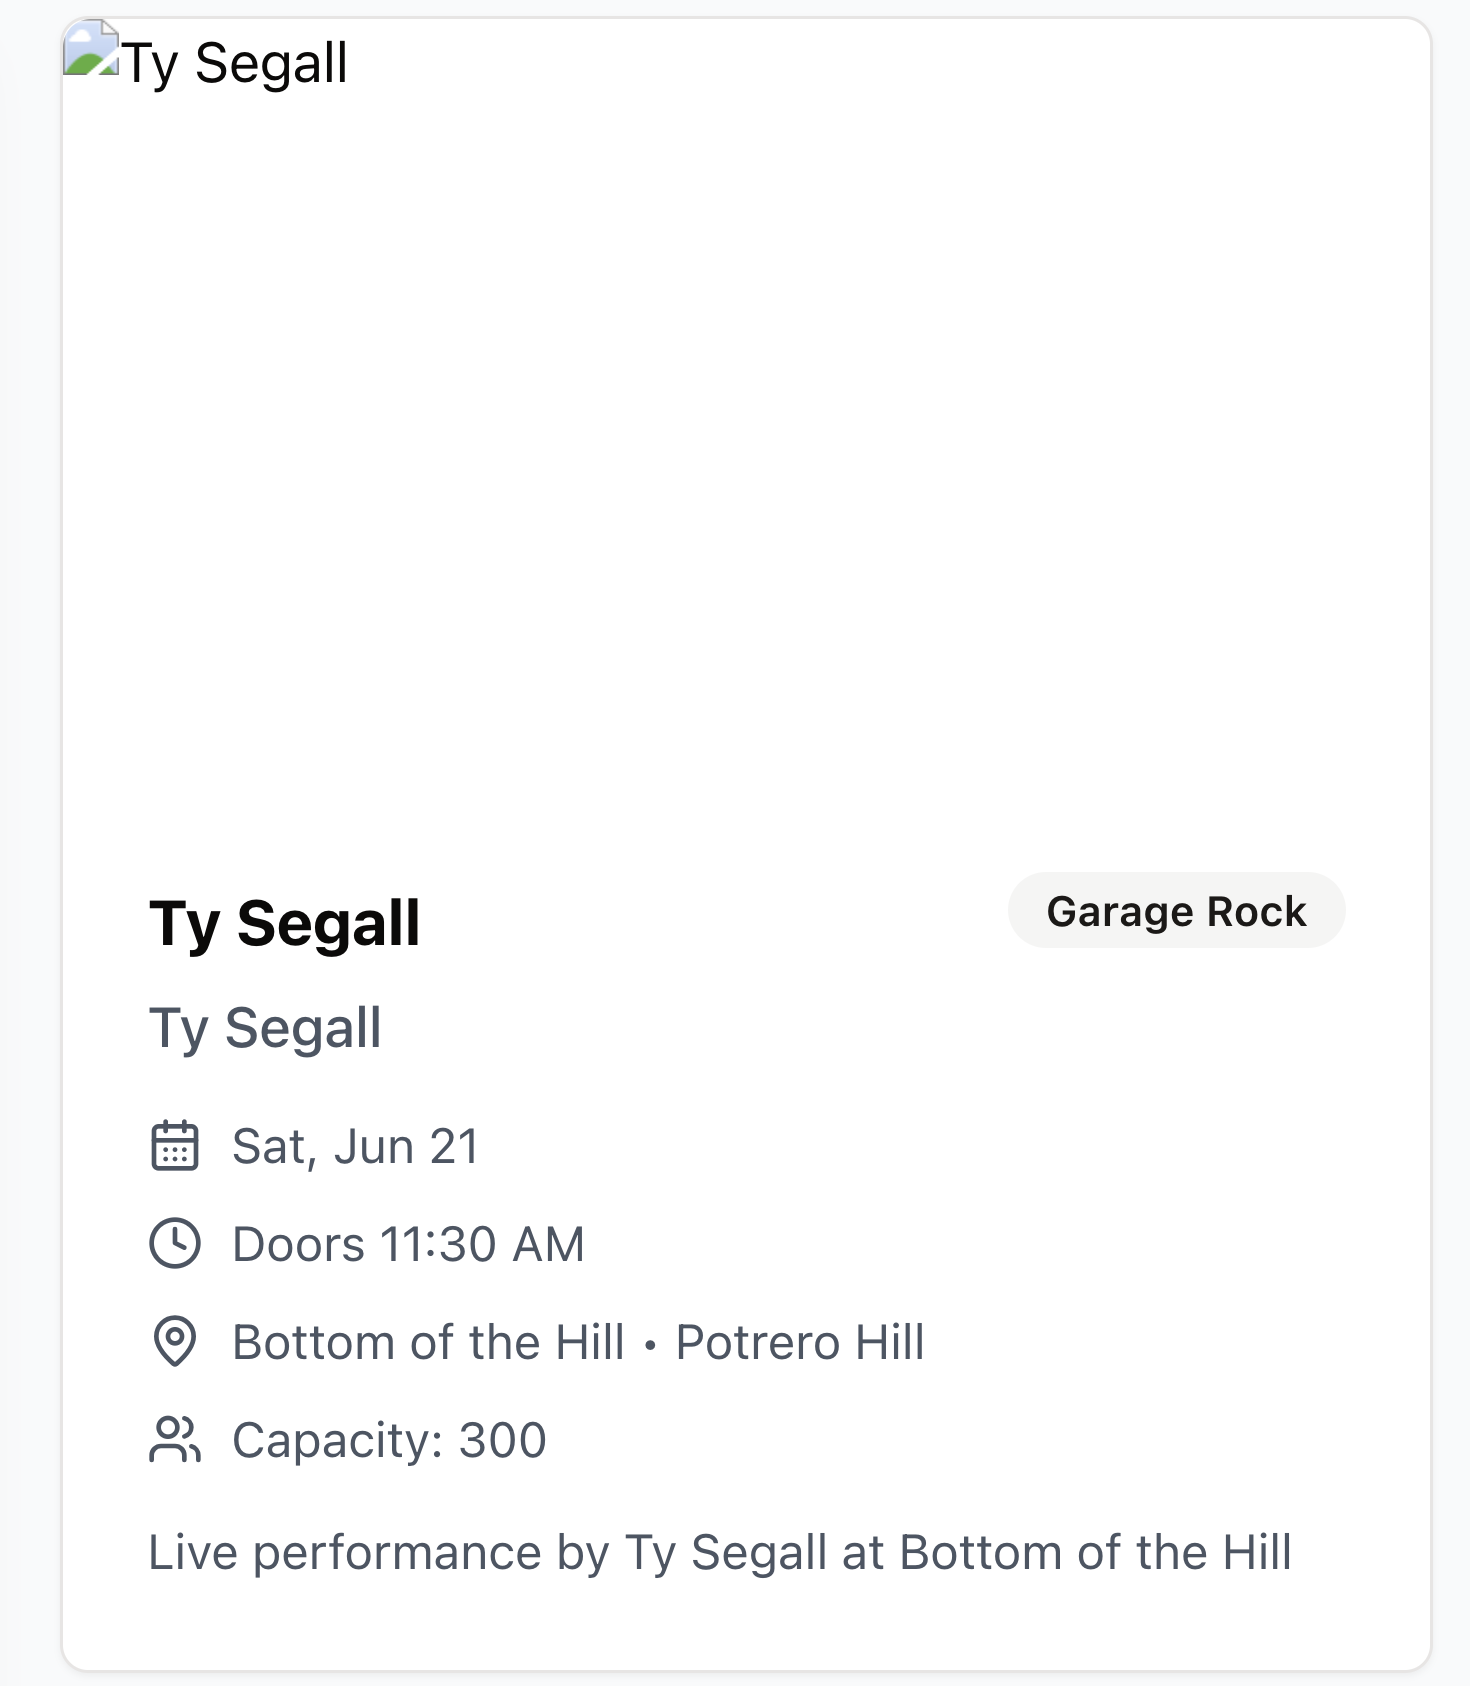 Ty Segall
Ty Segall
Garage Rock
Ty Segall
Sat, Jun 21
Doors 11:30 AM
Bottom of the Hill • Potrero Hill
Capacity: 300
Live performance by Ty Segall at Bottom of the Hill